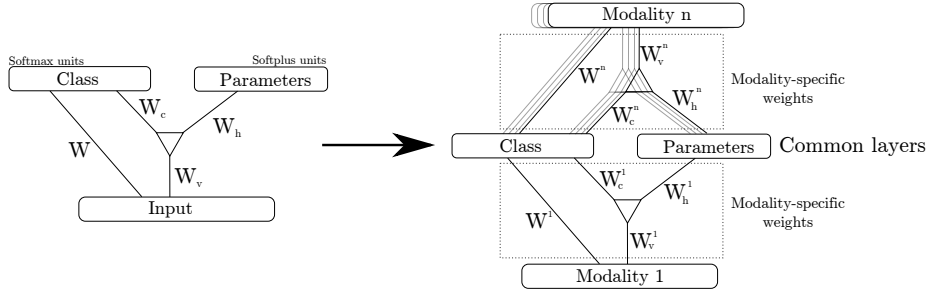 Softmax units
Softplus units
Class
Parameters
W
W_c
W_h
W_v
Input
Modality n
W^n
W_v^n
W_c^n
W_h^n
Modality-specific
weights
Class
Parameters
Common layers
W^1
W_c^1
W_h^1
W_v^1
Modality-specific
weights
Modality 1